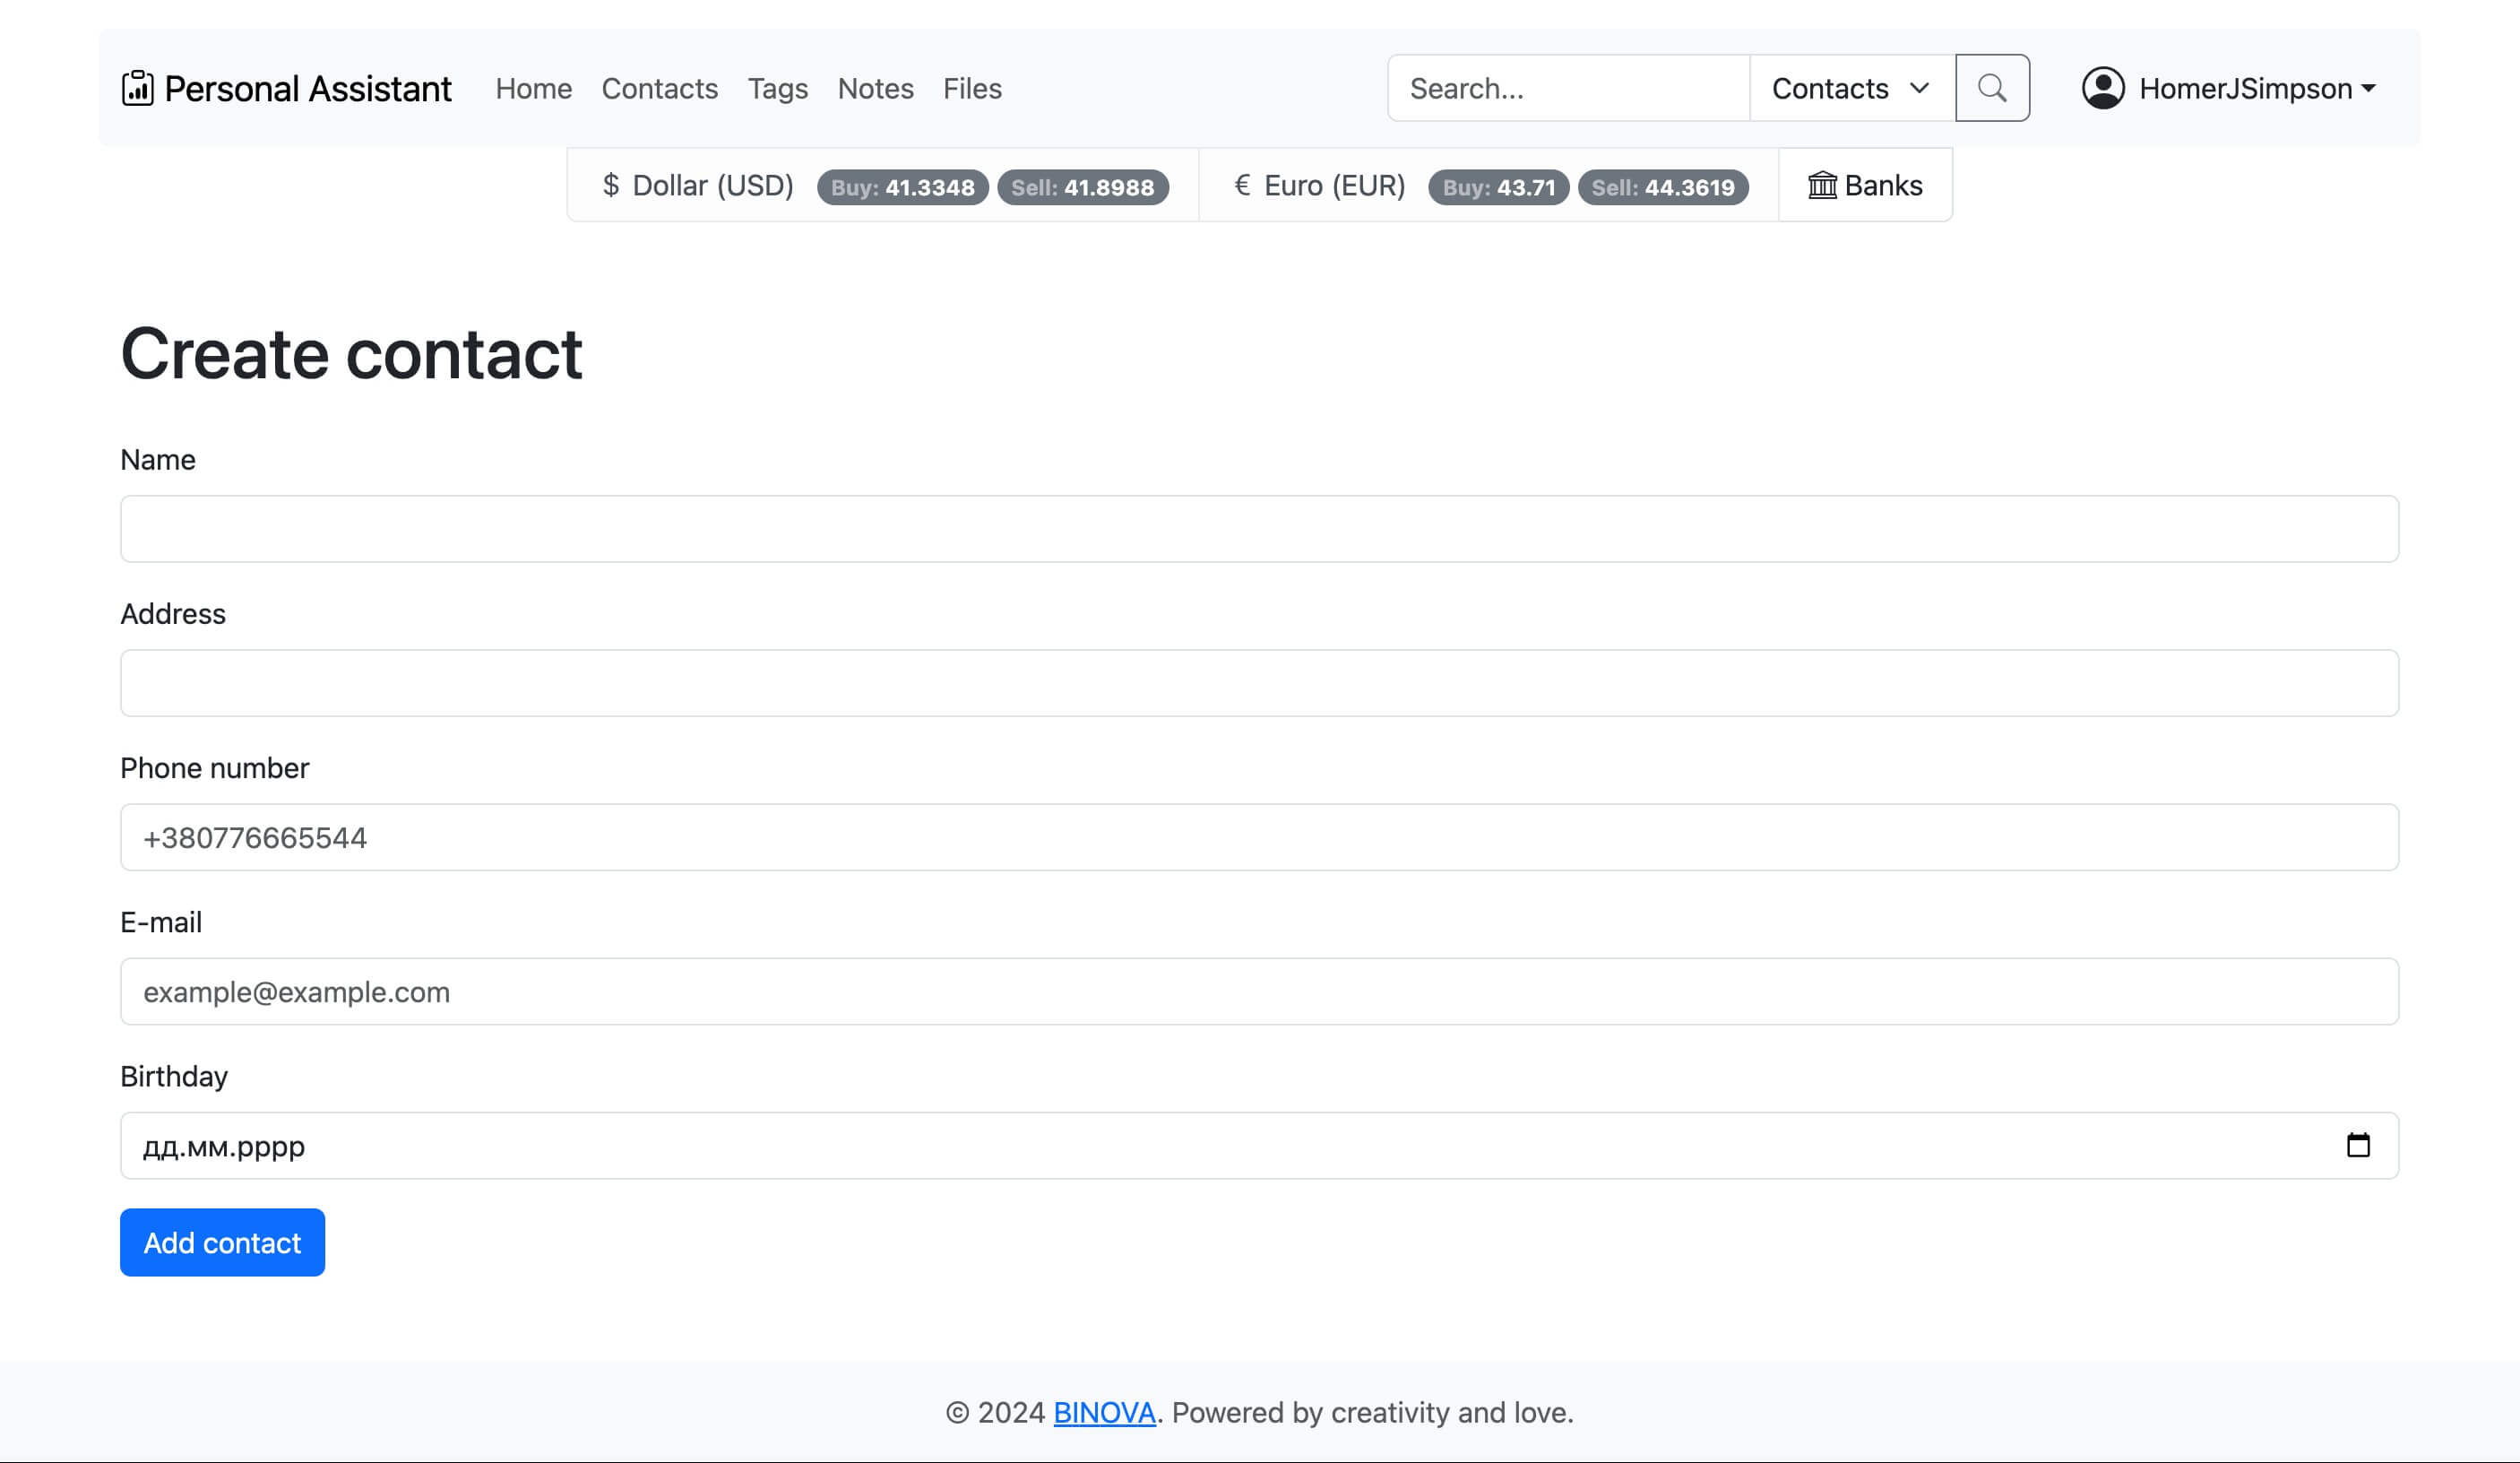 Personal Assistant Home Contacts Tags Notes Files Search... Contacts HomerJSimpson
$ Dollar (USD) Buy: 41.3348 Sell: 41.8988 € Euro (EUR) Buy: 43.71 Sell: 44.3619 Banks
Create contact
Name
Address
Phone number
+380776665544
E-mail
example@example.com
Birthday
дд.мм.рррр
Add contact
© 2024 BINOVA. Powered by creativity and love.